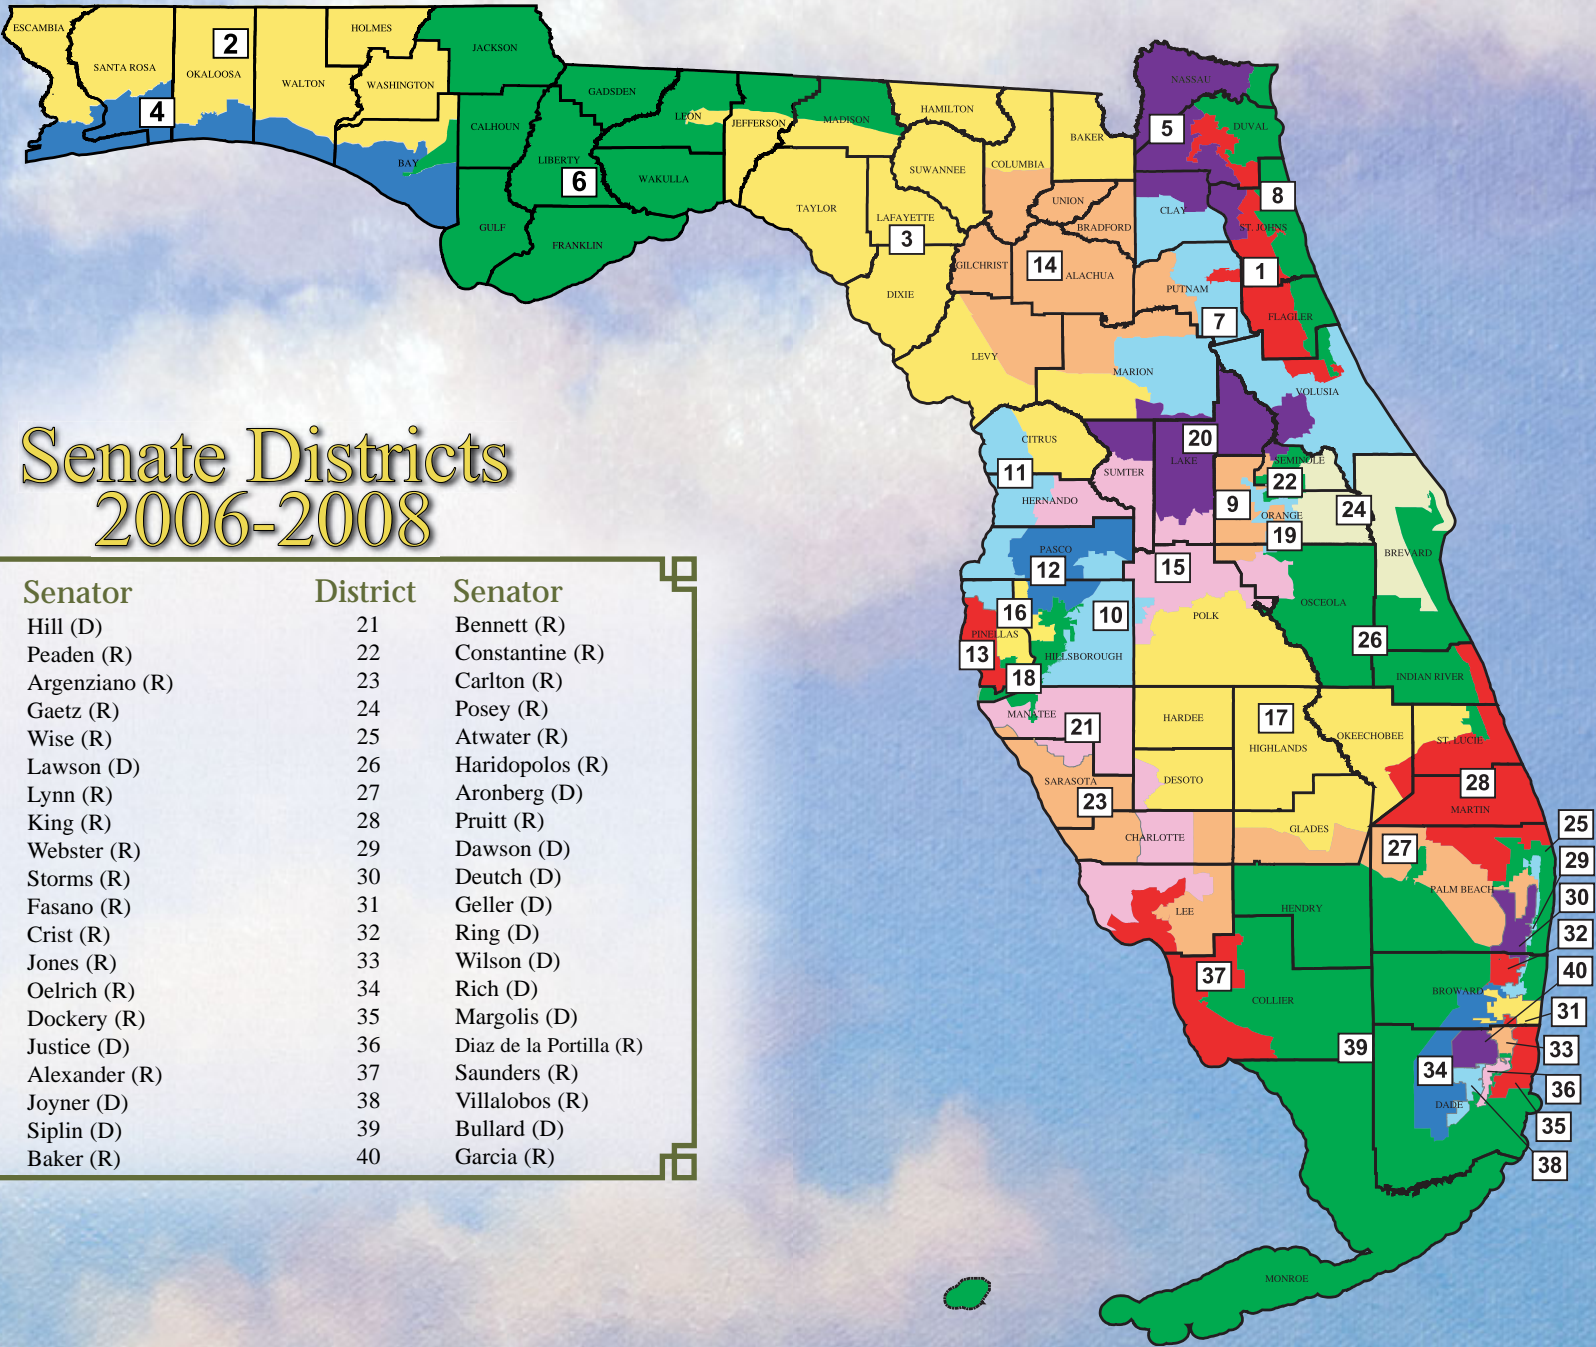 Senate Districts
2006-2008
Senator District Senator
Hill (D) 21 Bennett (R)
Peaden (R) 22 Constantine (R)
Argenziano (R) 23 Carlton (R)
Gaetz (R) 24 Posey (R)
Wise (R) 25 Atwater (R)
Lawson (D) 26 Haridopolos (R)
Lynn (R) 27 Aronberg (D)
King (R) 28 Pruitt (R)
Webster (R) 29 Dawson (D)
Storms (R) 30 Deutch (D)
Fasano (R) 31 Geller (D)
Crist (R) 32 Ring (D)
Jones (R) 33 Wilson (D)
Oelrich (R) 34 Rich (D)
Dockery (R) 35 Margolis (D)
Justice (D) 36 Diaz de la Portilla (R)
Alexander (R) 37 Saunders (R)
Joyner (D) 38 Villalobos (R)
Siplin (D) 39 Bullard (D)
Baker (R) 40 Garcia (R)
ESCAMBIA
SANTA ROSA
OKALOOSA
WALTON
HOLMES
WASHINGTON
JACKSON
BAY
CALHOUN
GULF
LIBERTY
GADSDEN
FRANKLIN
LEON
WAKULLA
JEFFERSON
MADISON
TAYLOR
HAMILTON
SUWANNEE
LAFAYETTE
DIXIE
COLUMBIA
BAKER
NASSAU
DUVAL
UNION
BRADFORD
CLAY
ST. JOHNS
GILCHRIST
ALACHUA
PUTNAM
FLAGLER
LEVY
MARION
VOLUSIA
CITRUS
SUMTER
LAKE
SEMINOLE
HERNANDO
ORANGE
BREVARD
PASCO
POLK
OSCEOLA
PINELLAS
HILLSBOROUGH
INDIAN RIVER
MANATEE
HARDEE
HIGHLANDS
OKEECHOBEE
ST. LUCIE
SARASOTA
DESOTO
MARTIN
CHARLOTTE
GLADES
LEE
HENDRY
PALM BEACH
COLLIER
BROWARD
DADE
MONROE
2
4
6
3
5
8
14
1
7
20
11
22
9
24
19
12
15
16
10
13
18
26
21
17
23
28
27
25
29
30
32
40
37
31
39
33
34
36
35
38